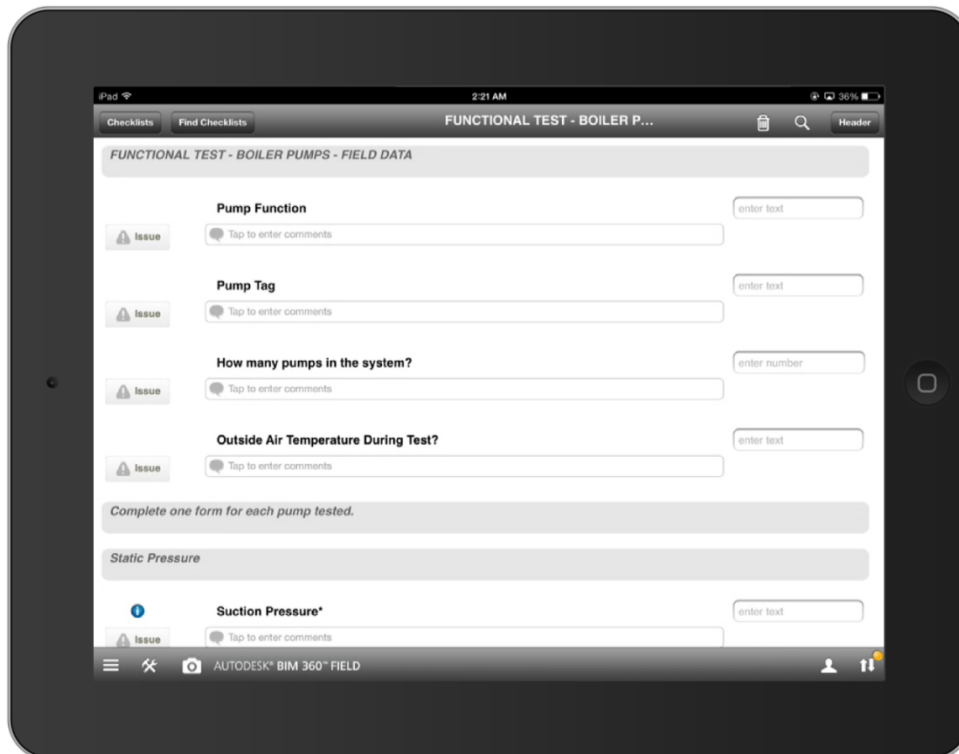 iPad
2:21 AM
36%
Checklists
Find Checklists
FUNCTIONAL TEST - BOILER P...
Header
FUNCTIONAL TEST - BOILER PUMPS - FIELD DATA
Pump Function
enter text
Issue
Tap to enter comments
Pump Tag
enter text
Issue
Tap to enter comments
How many pumps in the system?
enter number
Issue
Tap to enter comments
Outside Air Temperature During Test?
enter text
Issue
Tap to enter comments
Complete one form for each pump tested.
Static Pressure
Suction Pressure*
enter text
Issue
Tap to enter comments
AUTODESK® BIM 360™ FIELD